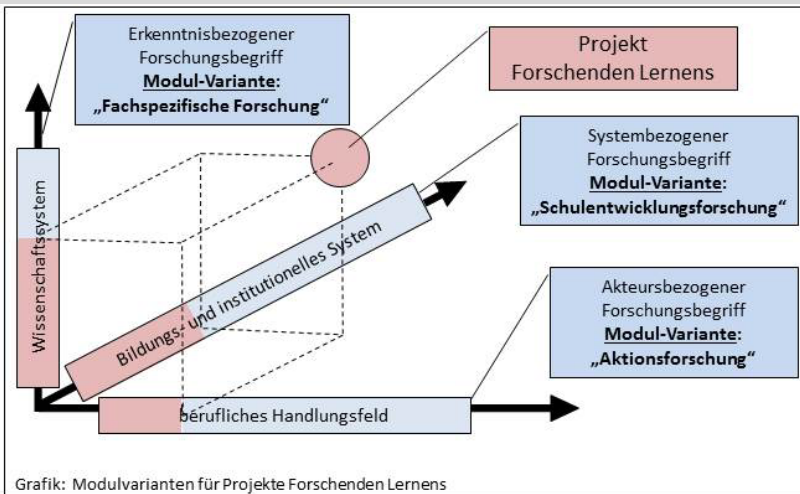 Erkenntnisbezogener
Forschungsbegriff
Modul-Variante:
„Fachspezifische Forschung“
Projekt
Forschenden Lernens
Systembezogener
Forschungsbegriff
Modul-Variante:
„Schulentwicklungsforschung“
Akteursbezogener
Forschungsbegriff
Modul-Variante:
„Aktionsforschung“
Wissenschaftssystem
Bildungs- und institutionelles System
berufliches Handlungsfeld
Grafik: Modulvarianten für Projekte Forschenden Lernens